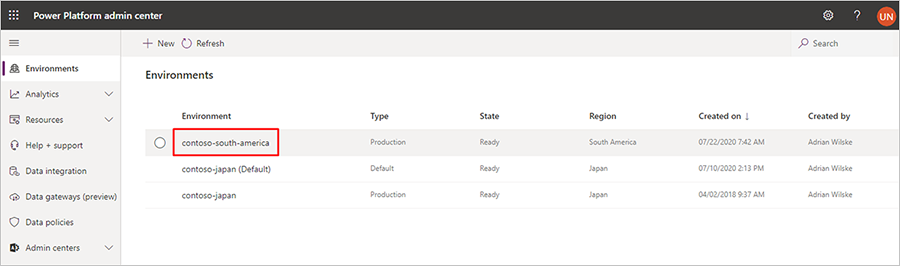 Power Platform admin center
?
UN
New Refresh Search
Environments
Analytics
Resources
Help + support
Data integration
Data gateways (preview)
Data policies
Admin centers
Environments
Environment Type State Region Created on ↓ Created by
contoso-south-america Production Ready South America 07/22/2020 7:42 AM Adrian Wilske
contoso-japan (Default) Default Ready Japan 07/10/2020 2:13 PM Adrian Wilske
contoso-japan Production Ready Japan 04/02/2018 9:37 AM Adrian Wilske